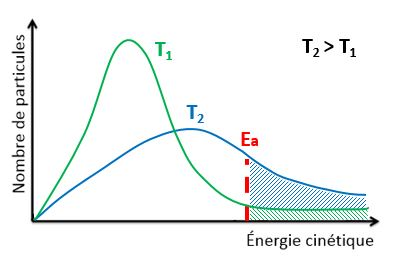 Nombre de particules
T₁
T₂ > T₁
T₂
Ea
Énergie cinétique